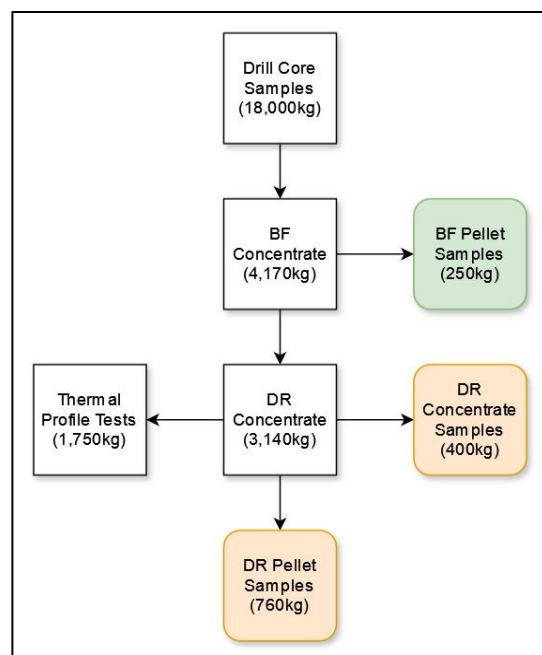 Drill Core
Samples
(18,000kg)
BF
Concentrate
(4,170kg)
BF Pellet
Samples
(250kg)
Thermal
Profile Tests
(1,750kg)
DR
Concentrate
(3,140kg)
DR
Concentrate
Samples
(400kg)
DR Pellet
Samples
(760kg)